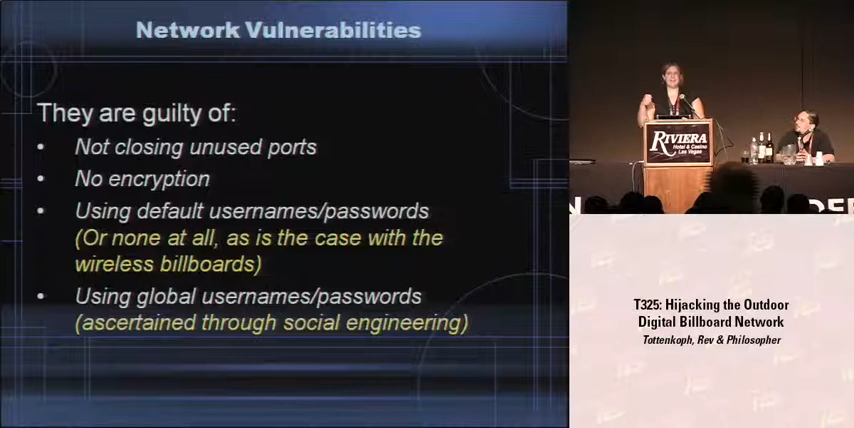 Network Vulnerabilities
They are guilty of:
• Not closing unused ports
• No encryption
• Using default usernames/passwords
(Or none at all, as is the case with the
wireless billboards)
• Using global usernames/passwords
(ascertained through social engineering)
RIVIERA
Hotel & Casino
Las Vegas
N
DEF
T325: Hijacking the Outdoor
Digital Billboard Network
Tottenkoph, Rev & Philosopher